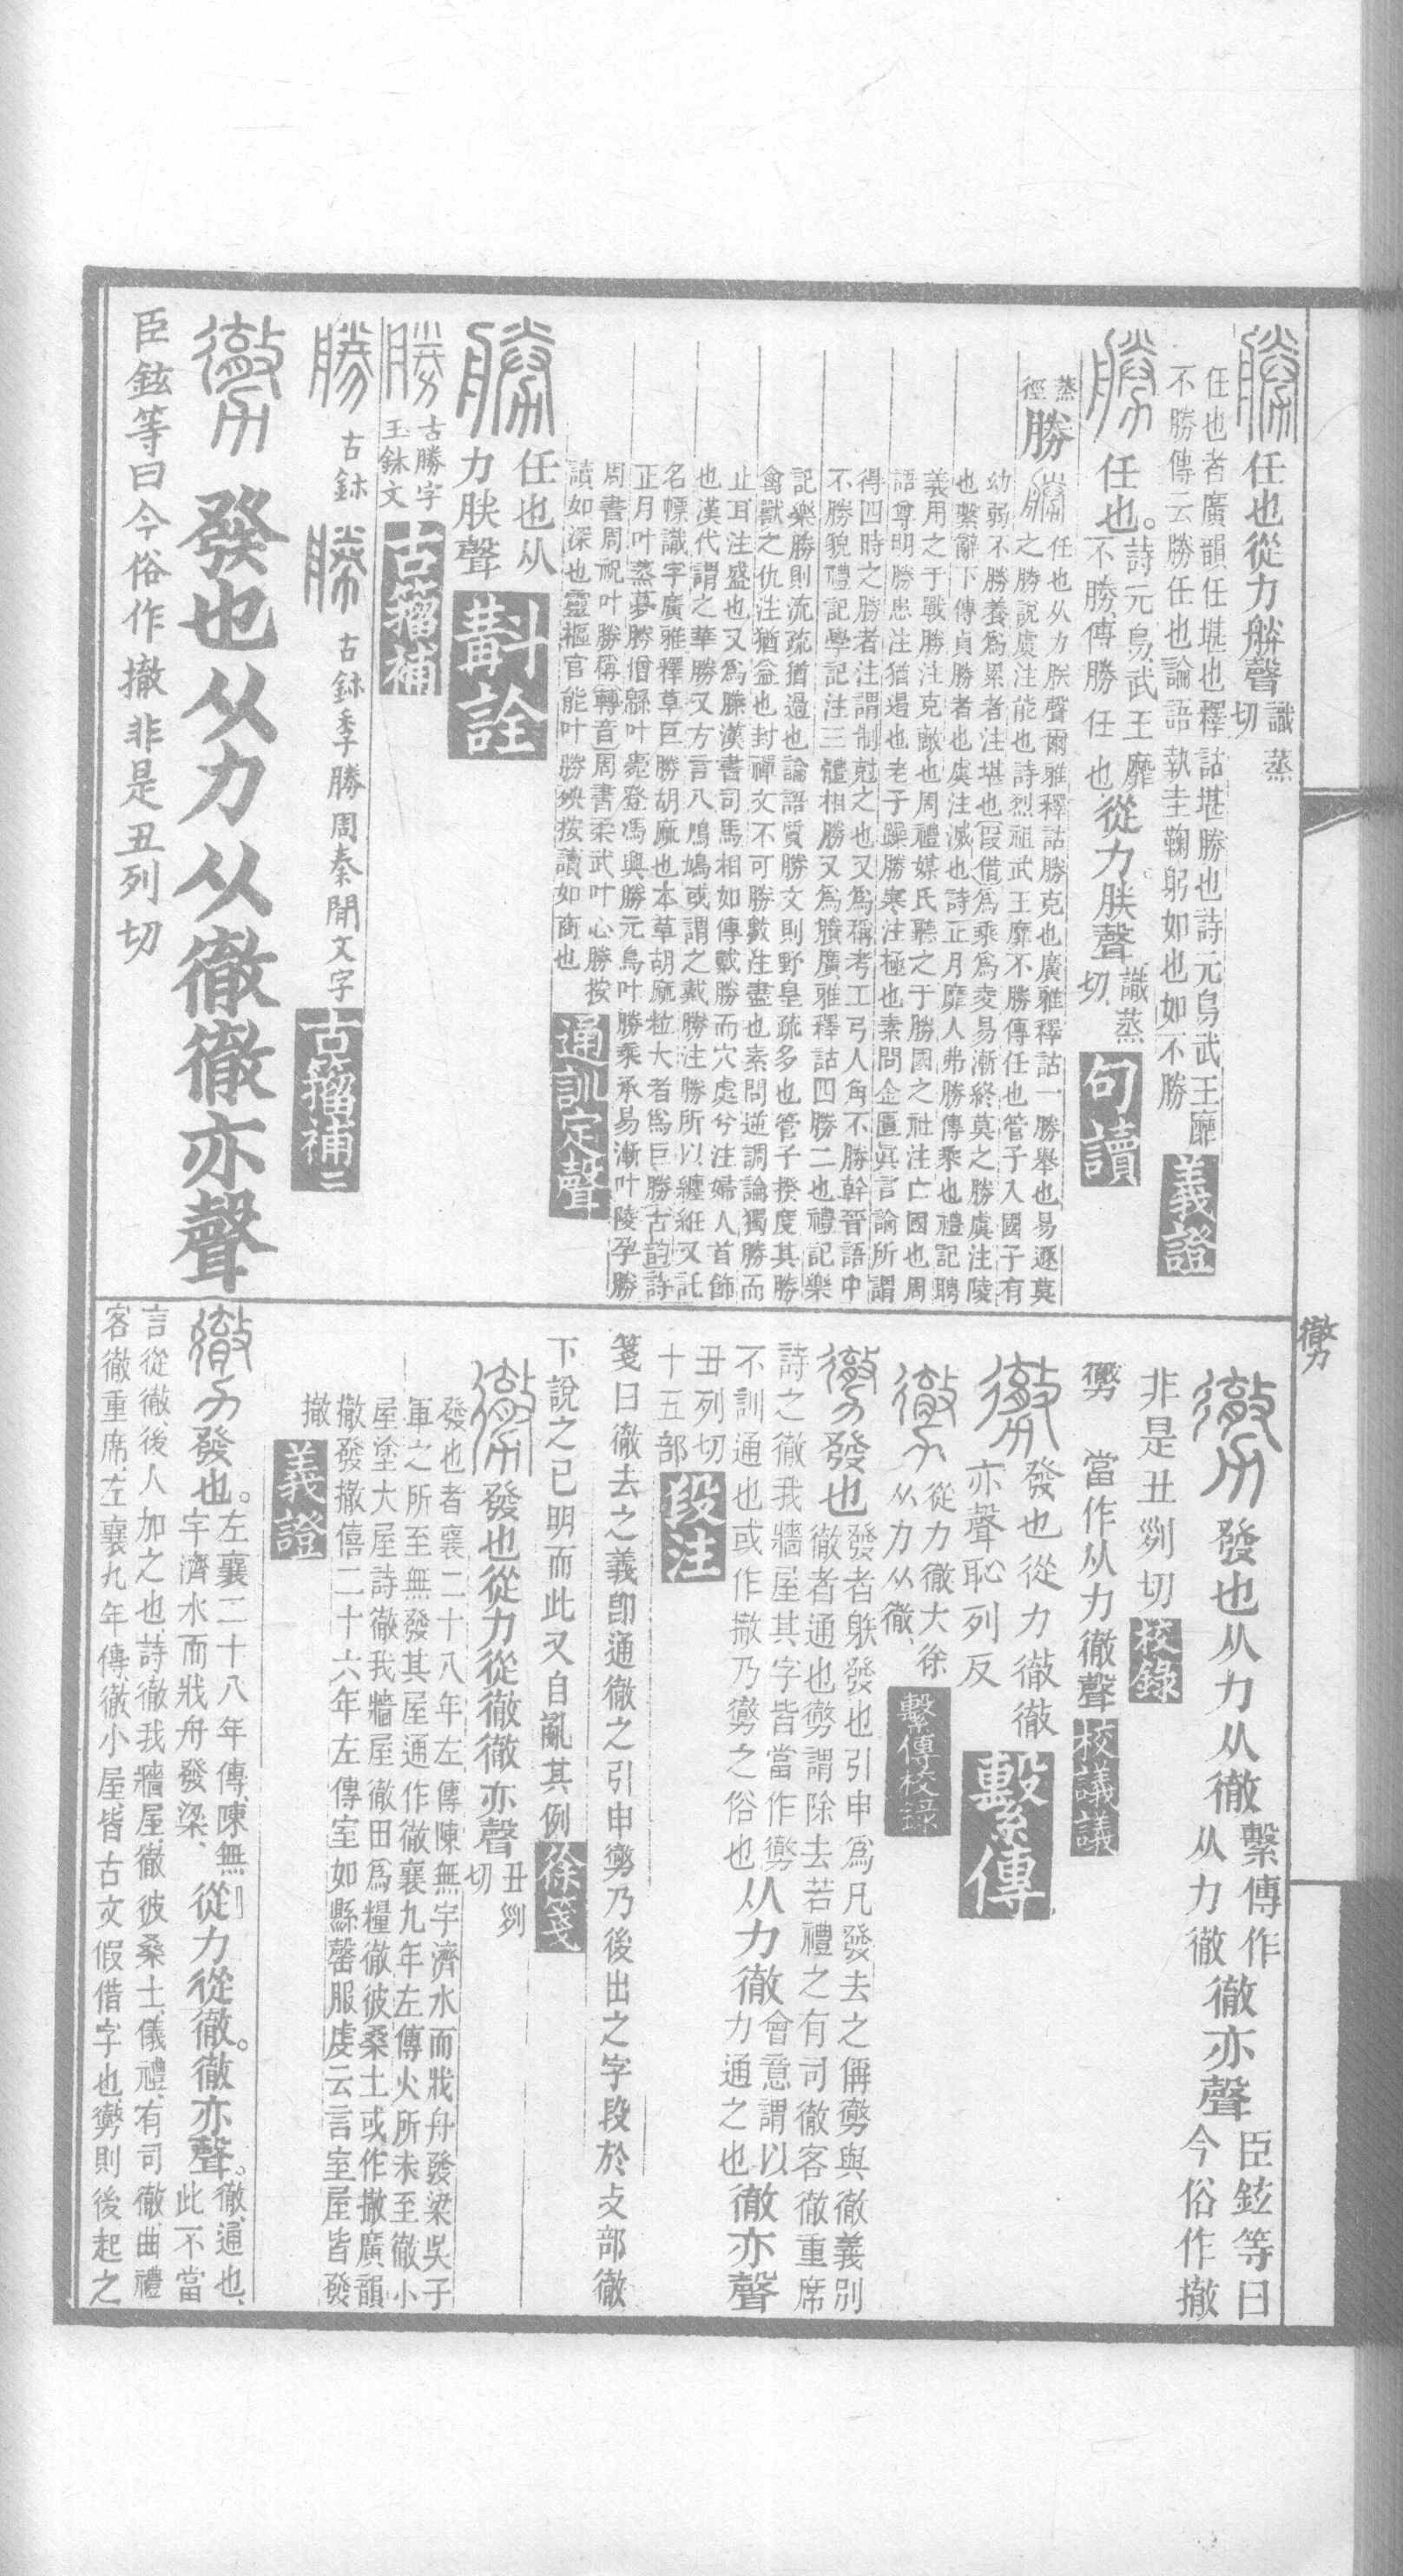 任也從力㑞聲識蒸切
任也者廣韻任堪也釋詁堪勝也詩元鳥武王靡
不勝傳云勝任也論語執圭鞠躬如也如不勝 義證
任也。詩元鳥武王靡不勝傳勝任也從力朕聲識蒸切 句讀
蒸徑 勝
任也从力朕聲爾雅釋詁勝克也廣雅釋詁一勝舉也易遯莫
之勝說虞注能也詩烈祖武王靡不勝傳任也管子入國子有
幼弱不勝養爲累者注堪也叚借爲乘爲夌易漸終莫之勝虞注陵
也繫辭下傳貞勝者也虞注滅也詩正月靡人弗勝傳乘也禮記聘
義用之于戰勝注克敵也周禮媒氏聽之于勝國之社注亡國也周
語尊明勝患注猶遏也老子躁勝寒注極也素問金匱眞言論所謂
得四時之勝者注謂制剋之也又爲稱考工弓人角不勝幹晉語中
不勝貌禮記學記注三體相勝又爲賸廣雅釋詁四勝二也禮記樂
記樂勝則流疏猶過也論語質勝文則野皇疏多也管子揆度其勝
禽獸之仇注猶益也封禪文不可勝數注盡也素問逆調論獨勝而
止耳注盛也又爲縢漢書司馬相如傳戴勝而穴處兮注婦人首飾
也漢代謂之華勝又方言八鳲鳩或謂之戴勝注勝所以纏紝又託
名幖識字廣雅釋草巨勝胡麻也本草胡麻粒大者爲巨勝古韵詩
正月叶蒸夢勝憎緜叶薨登馮興勝元鳥叶勝乘承易漸叶陵孕勝
周書周祝叶勝稱轉音周書柔武叶心勝按
讀如深也靈樞官能叶勝殃按讀如商也 通訓定聲
任也从力朕聲 斠詮
古勝字
玉鉨文 古籀補
古鉨 古鉨季勝周秦閒文字 古籀補二
發也从力从徹徹亦聲
臣鉉等曰今俗作撤非是丑列切
發也从力从徹繫傳作从力徹徹亦聲臣鉉等曰今俗作撤
非是丑列切 校錄
勶 當作从力徹聲 校議議
發也從力徹徹亦聲恥列反 繫傳
從力徹大徐从力从徹 繫傳校錄
發也發者䠶發也引申爲凡發去之偁勶與徹義別
徹者通也勶謂除去若禮之有司徹客徹重席
詩之徹我牆屋其字皆當作勶从力徹會意謂以力通之也徹亦聲
不訓通也或作撤乃勶之俗也
丑列切
十五部 段注
箋曰徹去之義卽通徹之引申勶乃後出之字段於攴部徹
下說之已明而此又自亂其例 徐箋
發也從力從徹徹亦聲丑列切
發也者襄二十八年左傳陳無宇濟水而戕舟發梁吳子
軍之所至無發其屋通作徹襄九年左傳火所未至徹小
屋塗大屋詩徹我牆屋徹田爲糧徹彼桑土或作撤廣韻
撤發撤僖二十六年左傳室如縣罄服虔云言室屋皆發
撤 義證
發也。左襄二十八年傳陳無宇濟水而戕舟發梁從力從徹。徹亦聲。徹通也此不當
言從徹後人加之也詩徹我牆屋徹彼桑土儀禮有司徹曲禮
客徹重席左襄九年傳徹小屋皆古文假借字也勶則後起之
勶